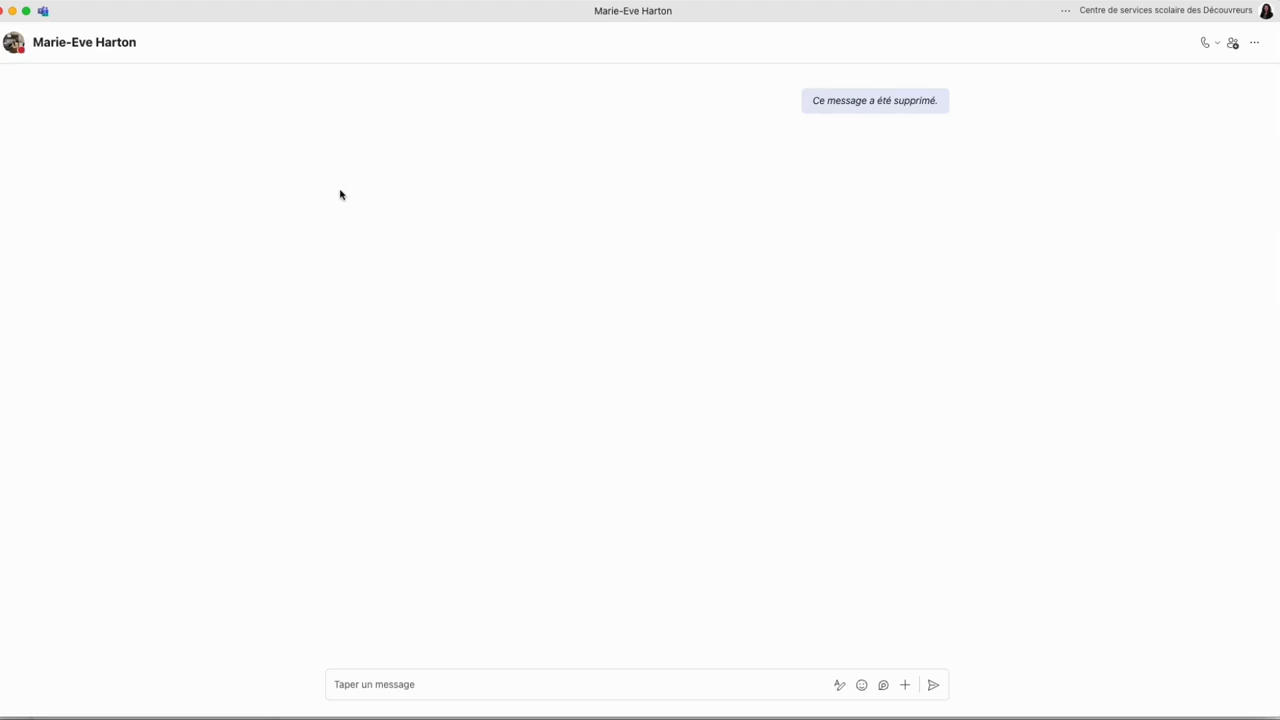 Marie-Eve Harton
Centre de services scolaire des Découvreurs
Marie-Eve Harton
Ce message a été supprimé.
Taper un message